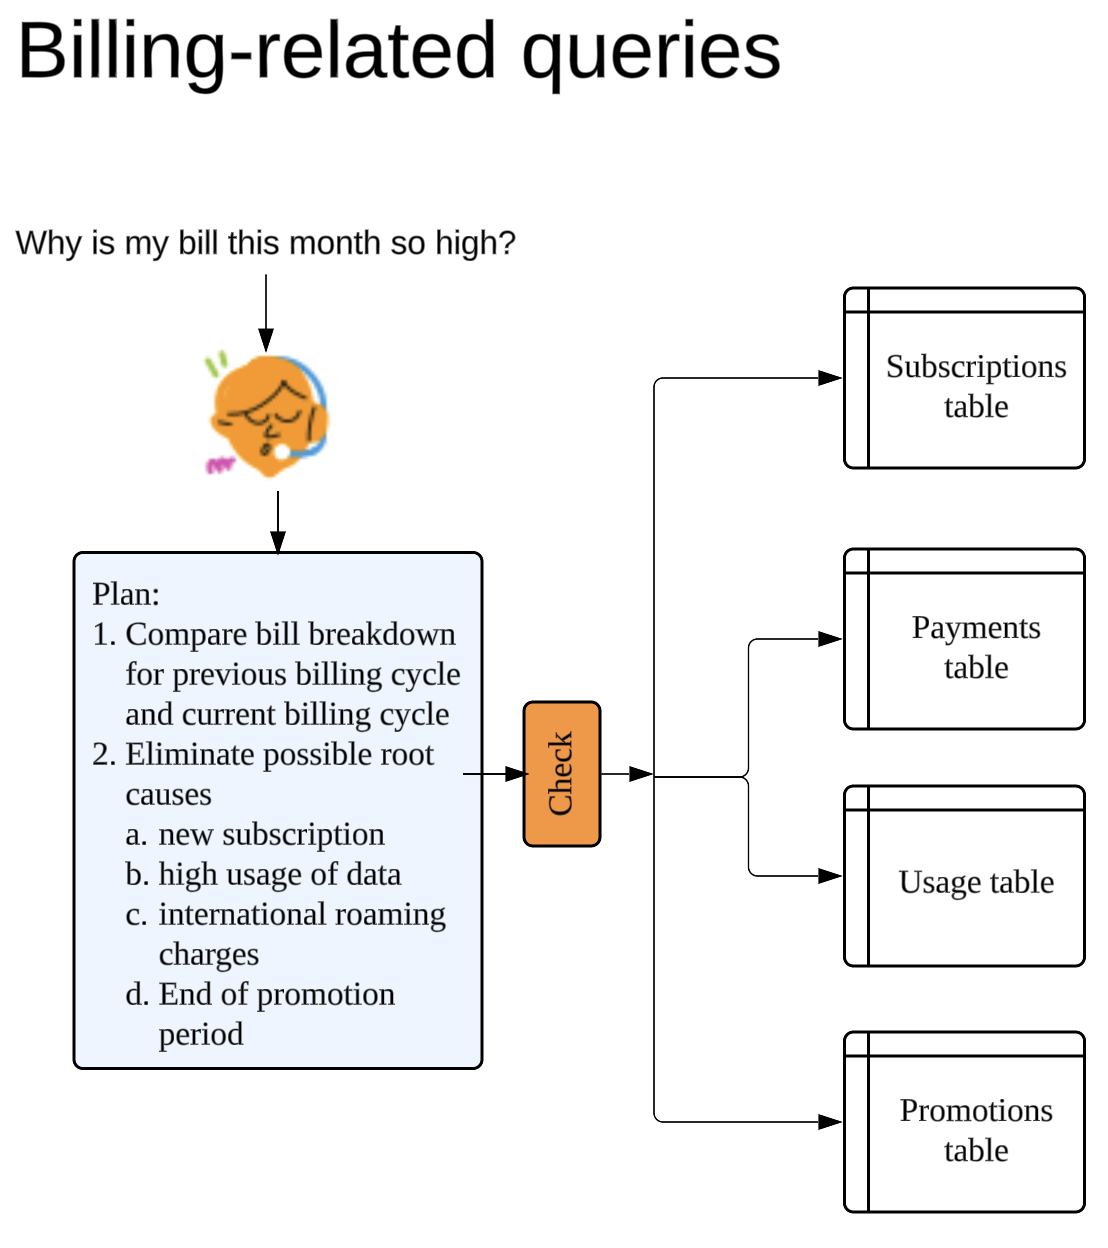 Billing-related queries
Why is my bill this month so high?
Plan:
1. Compare bill breakdown
for previous billing cycle
and current billing cycle
2. Eliminate possible root
causes
a. new subscription
b. high usage of data
c. international roaming
charges
d. End of promotion
period
Check
Subscriptions
table
Payments
table
Usage table
Promotions
table